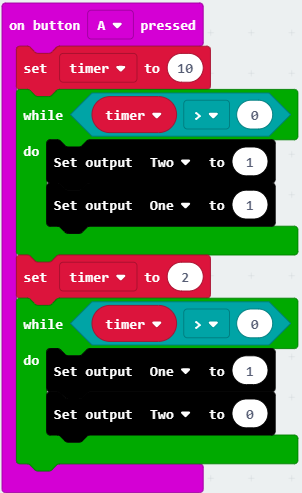 on button A pressed
set timer to 10
while timer > 0
do Set output Two to 1
Set output One to 1
set timer to 2
while timer > 0
do Set output One to 1
Set output Two to 0